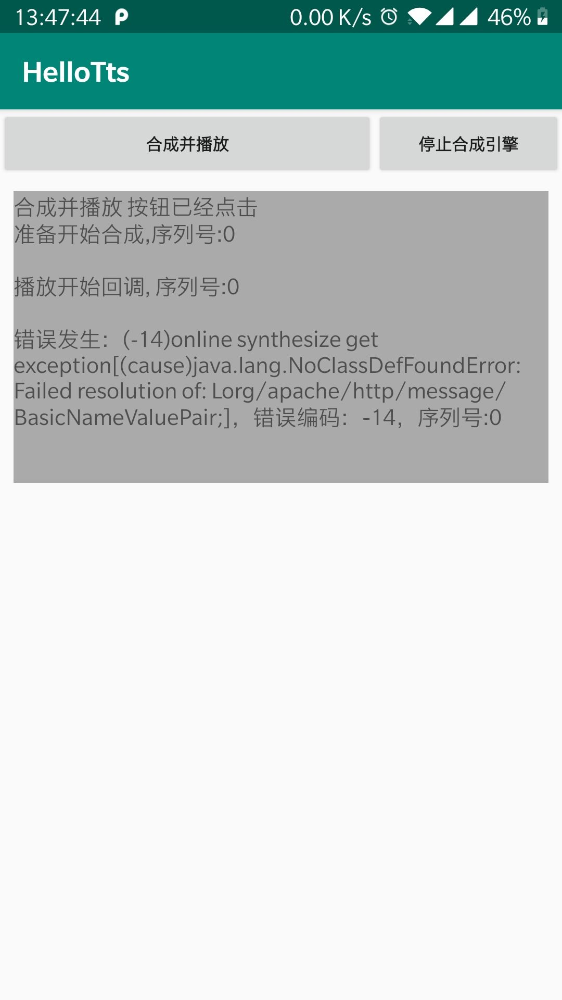 13:47:44 0.00 K/s 46%
HelloTts
合成并播放 停止合成引擎
合成并播放 按钮已经点击
准备开始合成,序列号:0
播放开始回调, 序列号:0
错误发生：(-14)online synthesize get
exception[(cause)java.lang.NoClassDefFoundError:
Failed resolution of: Lorg/apache/http/message/
BasicNameValuePair;]，错误编码：-14，序列号:0